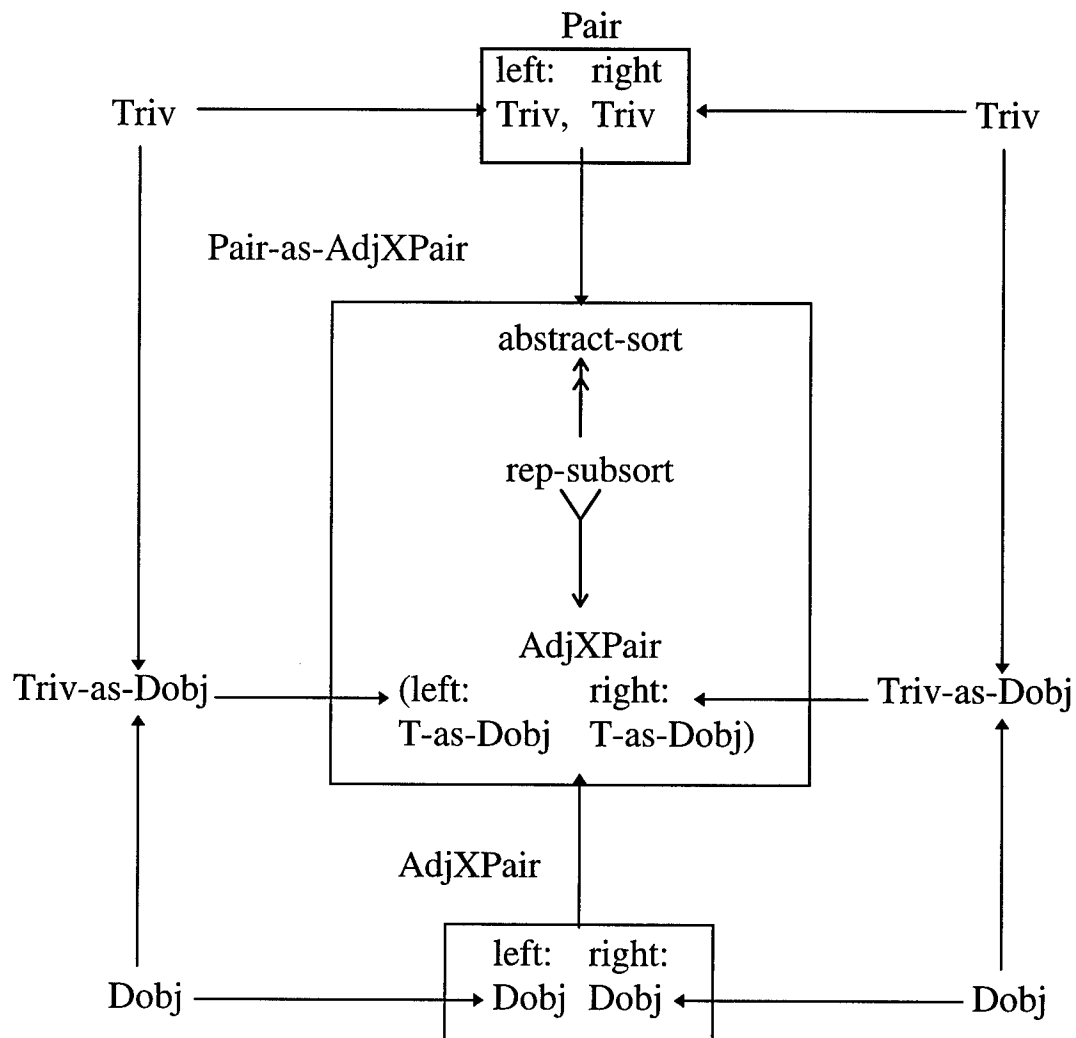 Pair
left: right
Triv Triv, Triv Triv
Pair-as-AdjXPair
abstract-sort
rep-subsort
AdjXPair
Triv-as-Dobj (left: right: Triv-as-Dobj
T-as-Dobj T-as-Dobj)
AdjXPair
left: right:
Dobj Dobj Dobj Dobj